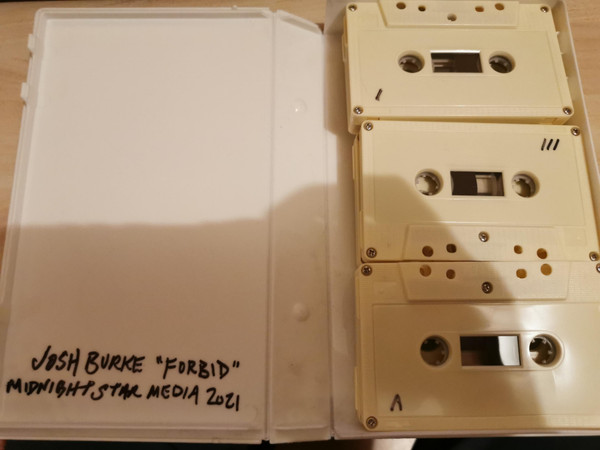 JOSH BURKE "FORBID"
MIDNIGHT STAR MEDIA 2021
I
III
V